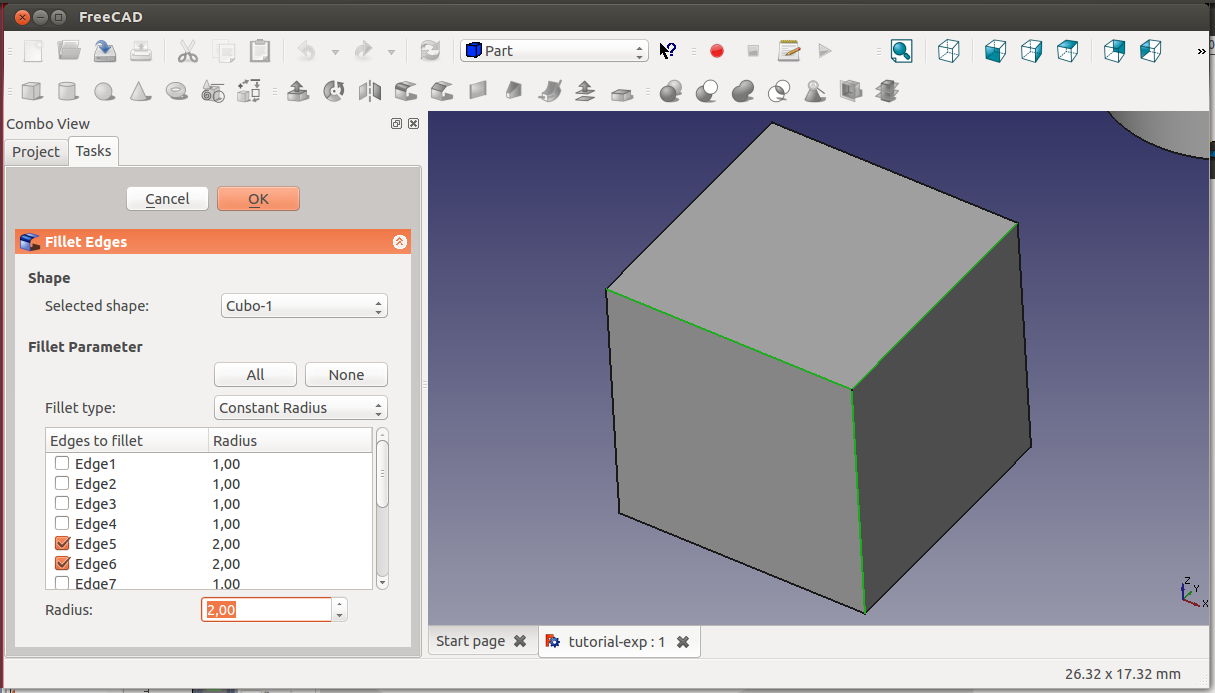 FreeCAD
Part
Combo View
Project Tasks
Cancel OK
Fillet Edges
Shape
Selected shape: Cubo-1
Fillet Parameter
All None
Fillet type: Constant Radius
Edges to fillet Radius
Edge1 1,00
Edge2 1,00
Edge3 1,00
Edge4 1,00
Edge5 2,00
Edge6 2,00
Edge7 1,00
Radius: 2,00
Z
Y
X
Start page tutorial-exp : 1
26.32 x 17.32 mm